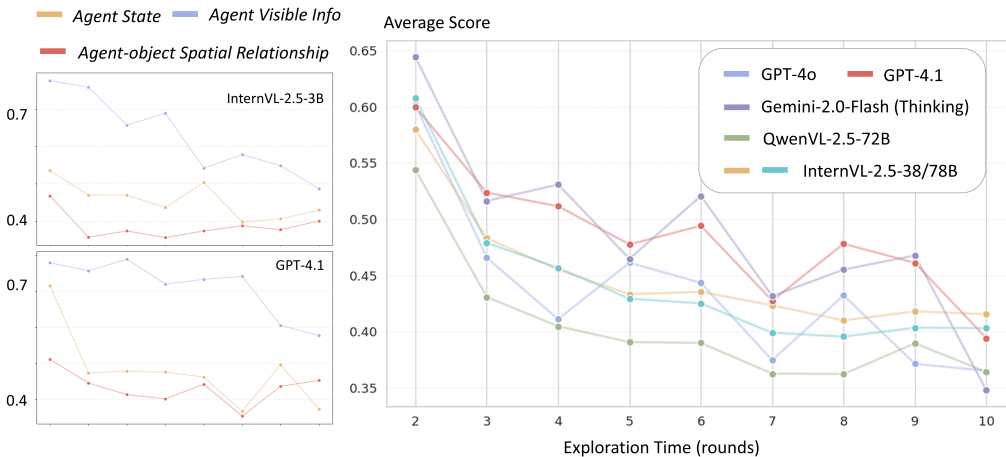 Agent State
Agent Visible Info
Agent-object Spatial Relationship
InternVL-2.5-3B
0.7
0.4
GPT-4.1
0.7
0.4
Average Score
GPT-4o
GPT-4.1
Gemini-2.0-Flash (Thinking)
QwenVL-2.5-72B
InternVL-2.5-38/78B
0.65
0.60
0.55
0.50
0.45
0.40
0.35
2 3 4 5 6 7 8 9 10
Exploration Time (rounds)